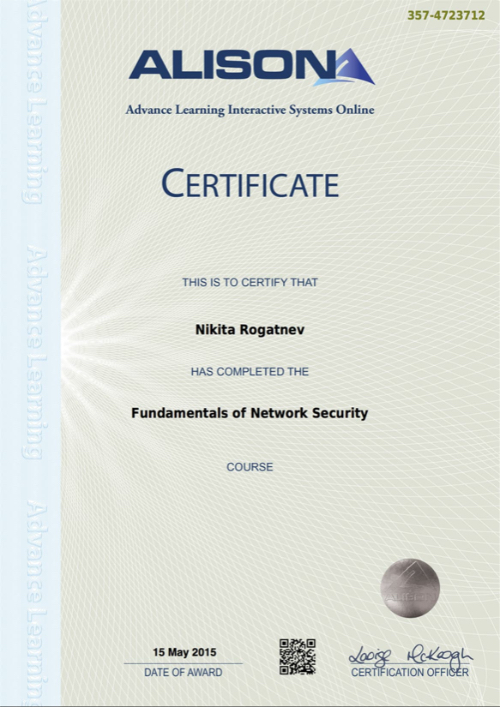 357-4723712
ALISON
Advance Learning Interactive Systems Online
CERTIFICATE
THIS IS TO CERTIFY THAT
Nikita Rogatnev
HAS COMPLETED THE
Fundamentals of Network Security
COURSE
15 May 2015
DATE OF AWARD
Louise McKeogh
CERTIFICATION OFFICER
Advance Learning
Advance Learning
Advance Learning